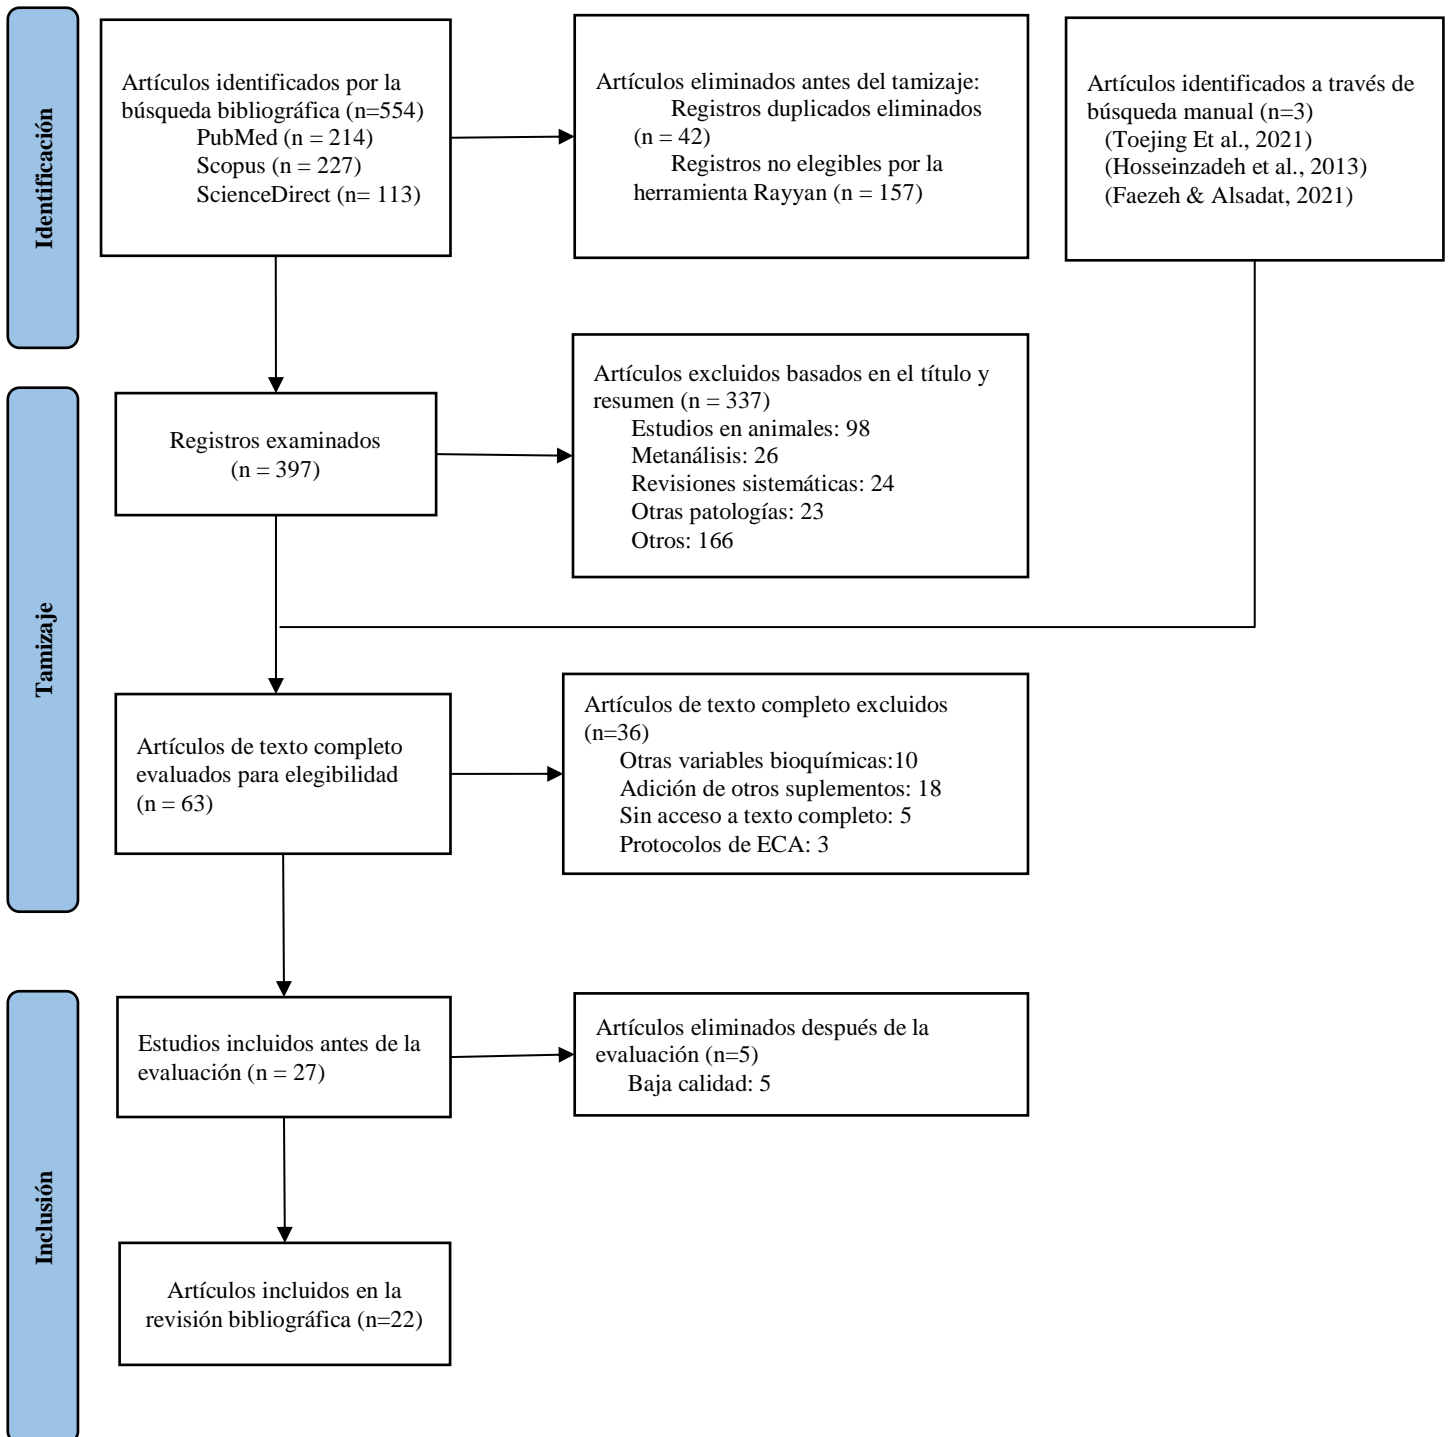 Identificación
Artículos identificados por la
búsqueda bibliográfica (n=554)
PubMed (n = 214)
Scopus (n = 227)
ScienceDirect (n= 113)
Artículos eliminados antes del tamizaje:
Registros duplicados eliminados
(n = 42)
Registros no elegibles por la
herramienta Rayyan (n = 157)
Artículos identificados a través de
búsqueda manual (n=3)
(Toejing Et al., 2021)
(Hosseinzadeh et al., 2013)
(Faezeh & Alsadat, 2021)
Tamizaje
Registros examinados
(n = 397)
Artículos excluidos basados en el título y
resumen (n = 337)
Estudios en animales: 98
Metanálisis: 26
Revisiones sistemáticas: 24
Otras patologías: 23
Otros: 166
Artículos de texto completo
evaluados para elegibilidad
(n = 63)
Artículos de texto completo excluidos
(n=36)
Otras variables bioquímicas:10
Adición de otros suplementos: 18
Sin acceso a texto completo: 5
Protocolos de ECA: 3
Inclusión
Estudios incluidos antes de la
evaluación (n = 27)
Artículos eliminados después de la
evaluación (n=5)
Baja calidad: 5
Artículos incluidos en la
revisión bibliográfica (n=22)